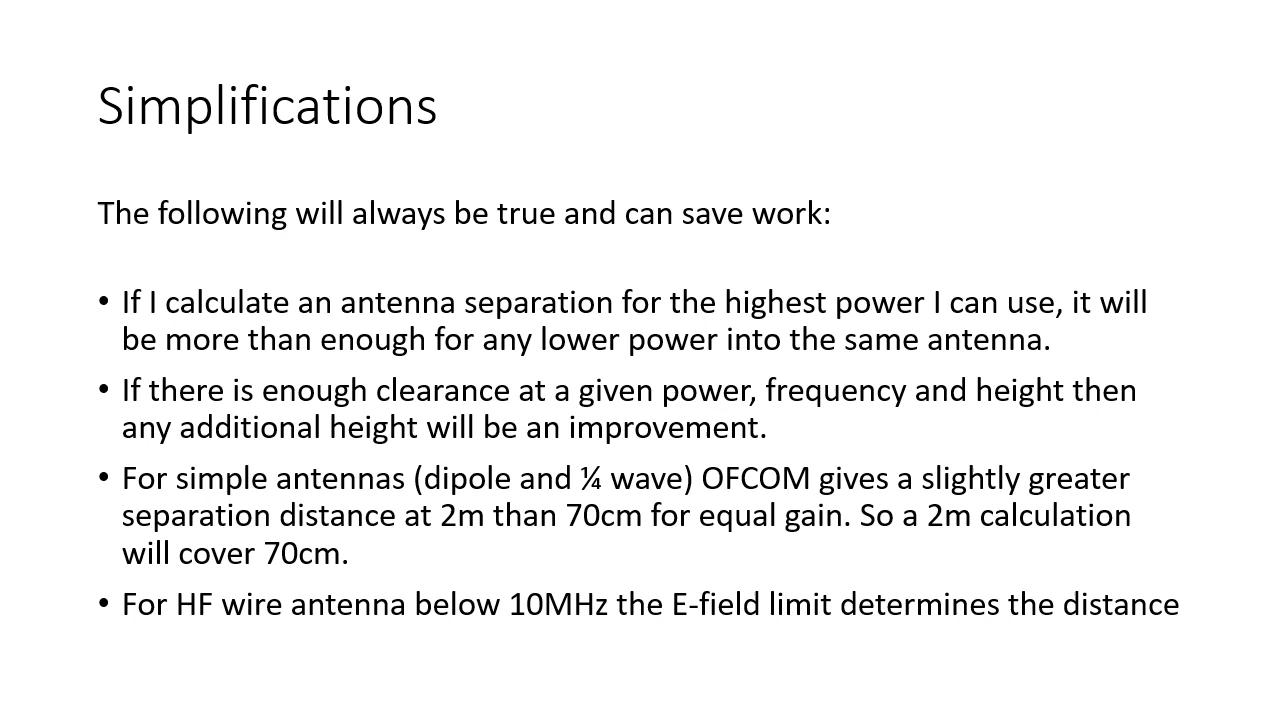 Simplifications
The following will always be true and can save work:
• If I calculate an antenna separation for the highest power I can use, it will
be more than enough for any lower power into the same antenna.
• If there is enough clearance at a given power, frequency and height then
any additional height will be an improvement.
• For simple antennas (dipole and ¼ wave) OFCOM gives a slightly greater
separation distance at 2m than 70cm for equal gain. So a 2m calculation
will cover 70cm.
• For HF wire antenna below 10MHz the E-field limit determines the distance